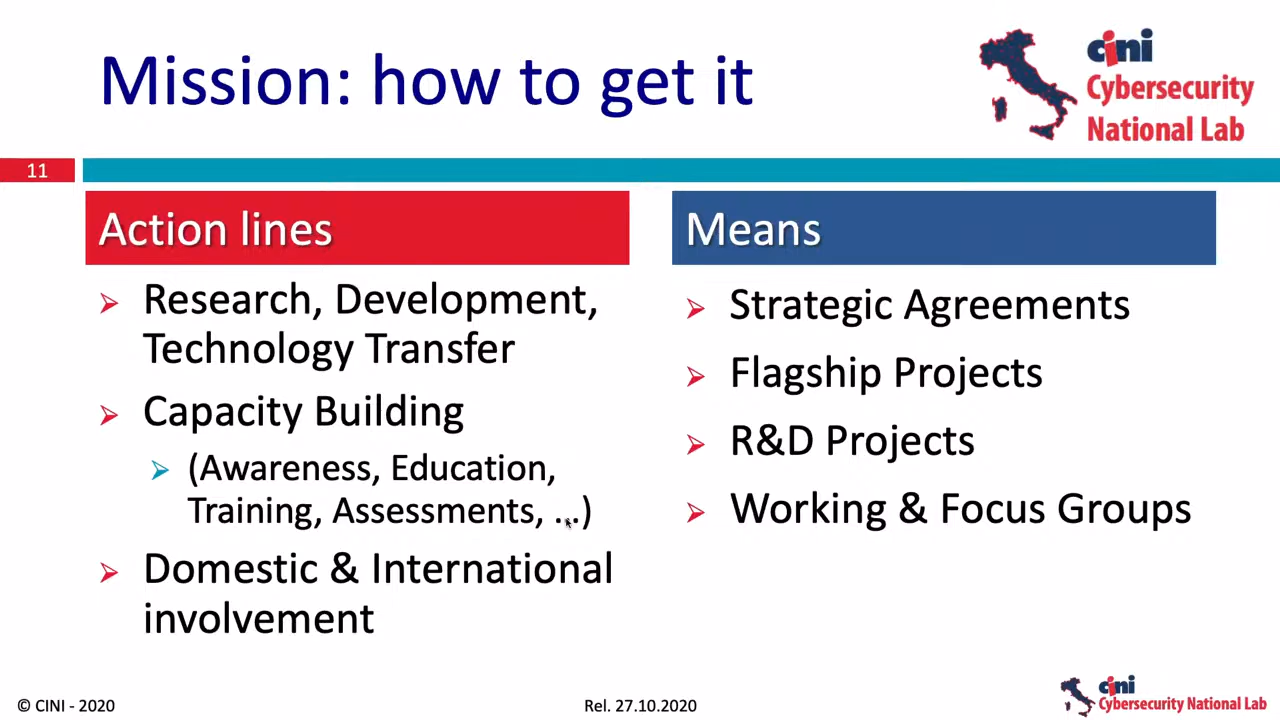 Mission: how to get it
cini
Cybersecurity
National Lab
11
Action lines
Research, Development,
Technology Transfer
Capacity Building
(Awareness, Education,
Training, Assessments, ...)
Domestic & International
involvement
Means
Strategic Agreements
Flagship Projects
R&D Projects
Working & Focus Groups
© CINI - 2020
Rel. 27.10.2020
cini
Cybersecurity National Lab